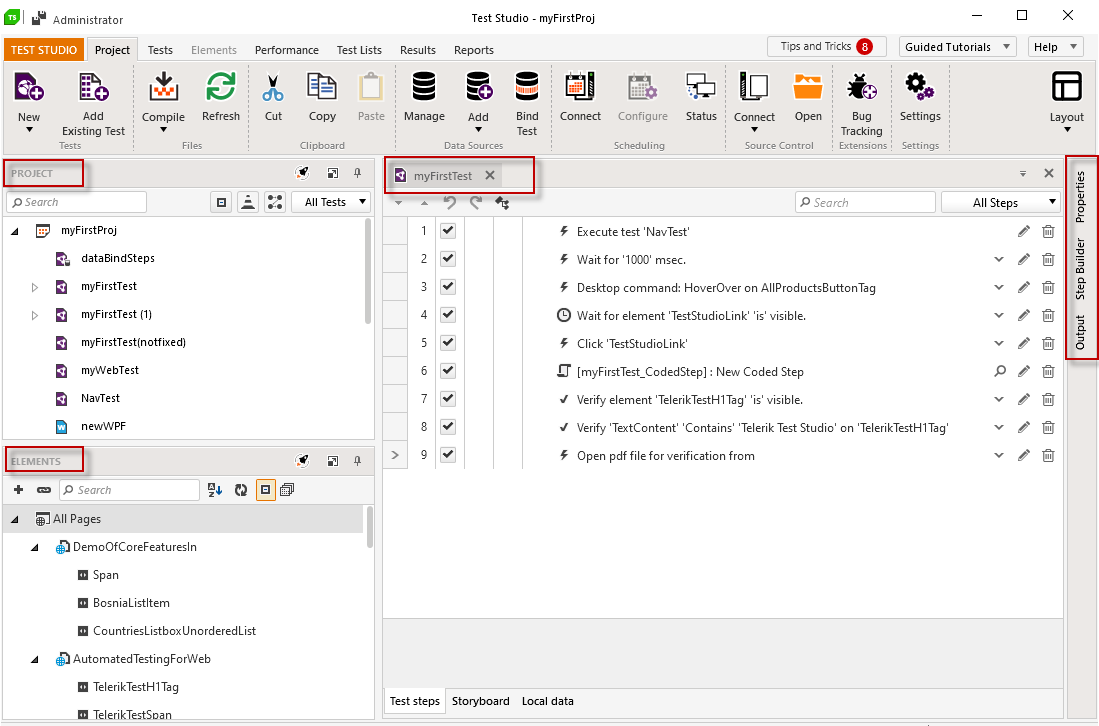 TS Administrator
Test Studio - myFirstProj
TEST STUDIO Project Tests Elements Performance Test Lists Results Reports
Tips and Tricks 8 Guided Tutorials Help
New
Add Existing Test
Tests
Compile
Refresh
Files
Cut
Copy
Paste
Clipboard
Manage
Add
Bind Test
Data Sources
Connect
Configure
Status
Scheduling
Connect
Open
Source Control
Bug Tracking
Extensions
Settings
Settings
Layout
PROJECT
Search
All Tests
myFirstProj
dataBindSteps
myFirstTest
myFirstTest (1)
myFirstTest(notfixed)
myWebTest
NavTest
newWPF
ELEMENTS
Search
All Pages
DemoOfCoreFeaturesIn
Span
BosniaListItem
CountriesListboxUnorderedList
AutomatedTestingForWeb
TelerikTestH1Tag
TelerikTestSpan
myFirstTest
Search
All Steps
1 Execute test 'NavTest'
2 Wait for '1000' msec.
3 Desktop command: HoverOver on AllProductsButtonTag
4 Wait for element 'TestStudioLink' 'is' visible.
5 Click 'TestStudioLink'
6 [myFirstTest_CodedStep] : New Coded Step
7 Verify element 'TelerikTestH1Tag' 'is' visible.
8 Verify 'TextContent' 'Contains' 'Telerik Test Studio' on 'TelerikTestH1Tag'
9 Open pdf file for verification from
Test steps Storyboard Local data
Properties
Step Builder
Output